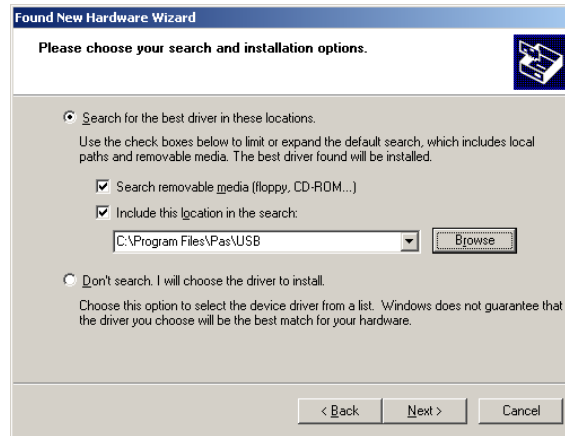 Found New Hardware Wizard
Please choose your search and installation options.
Search for the best driver in these locations.
Use the check boxes below to limit or expand the default search, which includes local
paths and removable media. The best driver found will be installed.
Search removable media (floppy, CD-ROM...)
Include this location in the search:
C:\Program Files\Pas\USB
Browse
Don't search. I will choose the driver to install.
Choose this option to select the device driver from a list. Windows does not guarantee that
the driver you choose will be the best match for your hardware.
< Back Next > Cancel